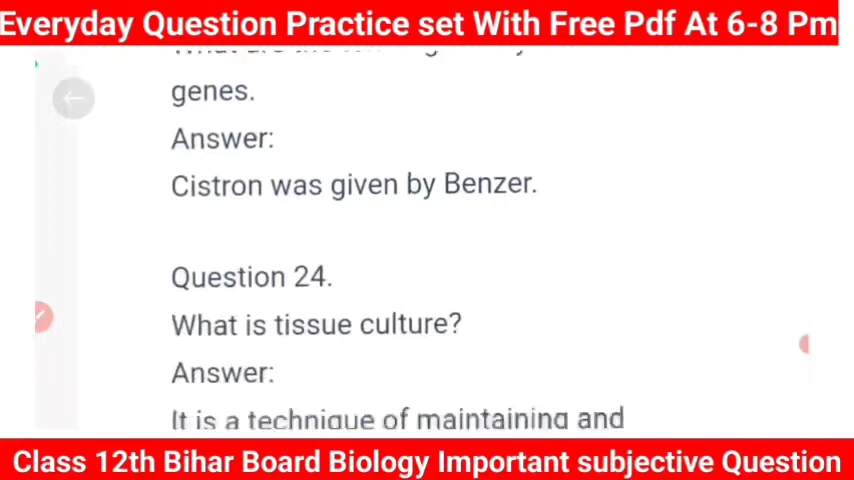 Everyday Question Practice set With Free Pdf At 6-8 Pm
genes.
Answer:
Cistron was given by Benzer.
Question 24.
What is tissue culture?
Answer:
It is a technique of maintaining and
Class 12th Bihar Board Biology Important subjective Question